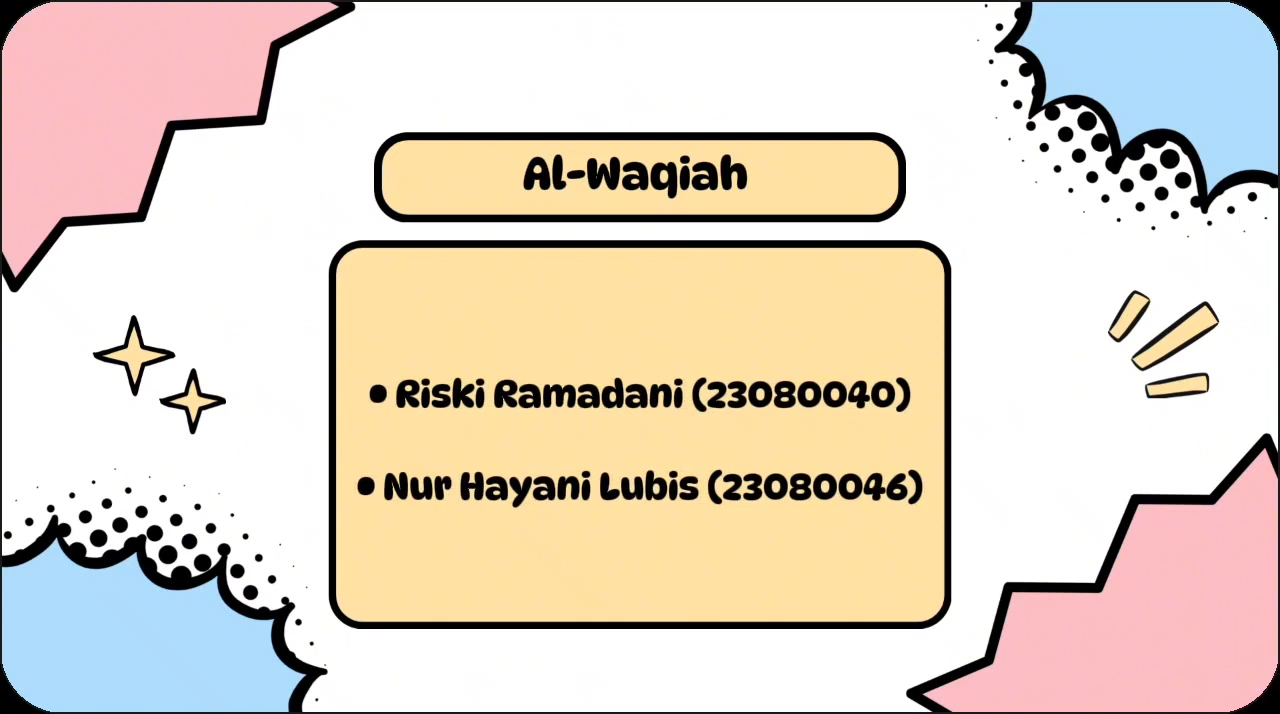 Al-Waqiah
• Riski Ramadani (23080040)
• Nur Hayani Lubis (23080046)